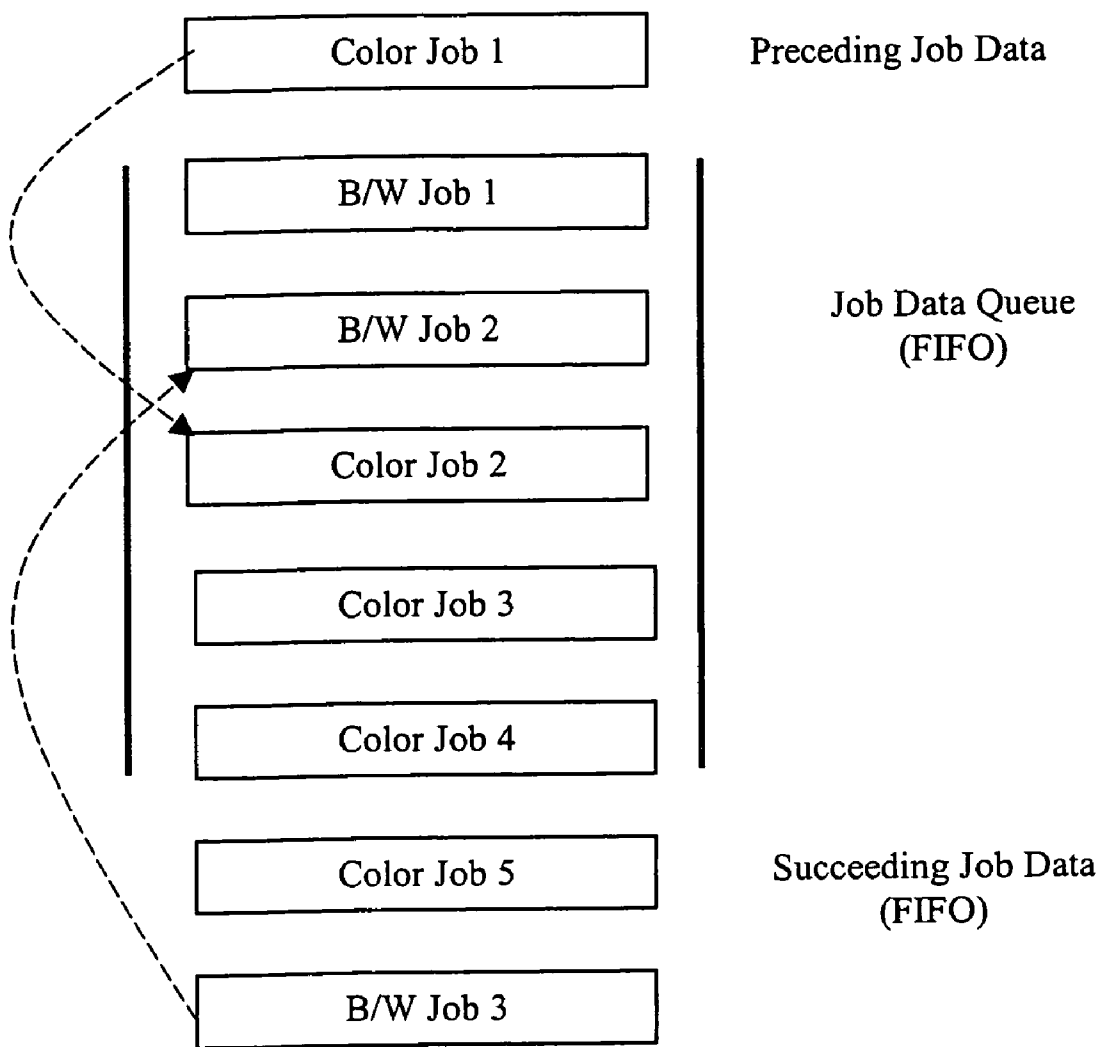 Color Job 1
Preceding Job Data
B/W Job 1
B/W Job 2
Job Data Queue
(FIFO)
Color Job 2
Color Job 3
Color Job 4
Color Job 5
Succeeding Job Data
(FIFO)
B/W Job 3